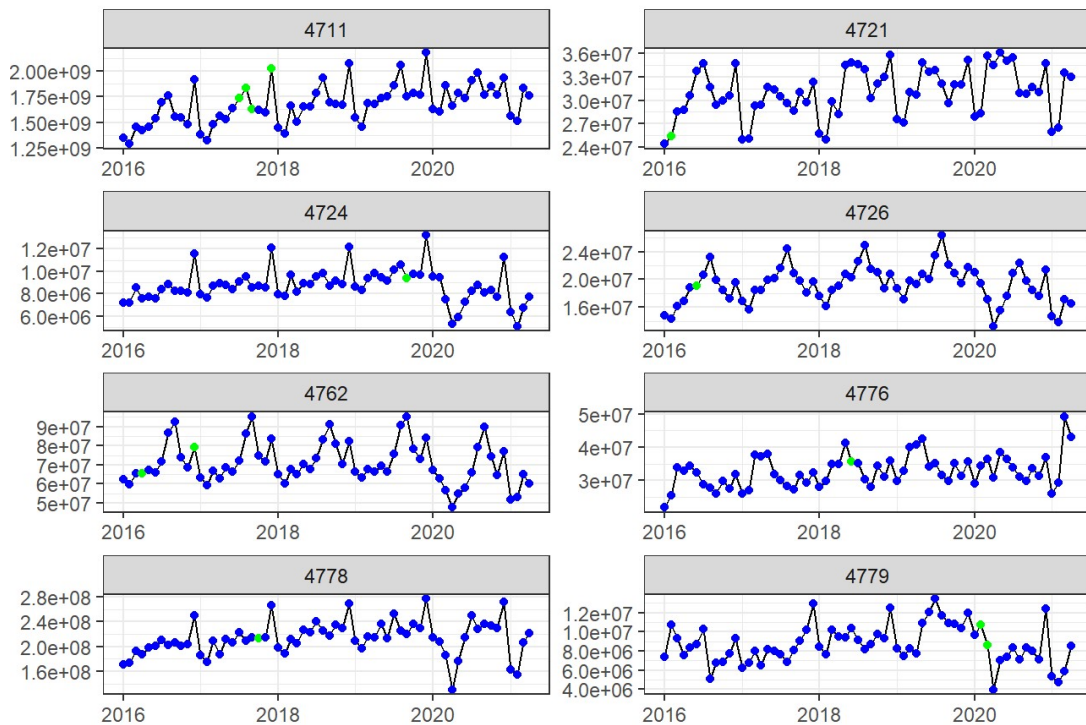 4711
4721
2.00e+09
1.75e+09
1.50e+09
1.25e+09
2016
2018
2020
3.6e+07
3.3e+07
3.0e+07
2.7e+07
2.4e+07
2016
2018
2020
4724
4726
1.2e+07
1.0e+07
8.0e+06
6.0e+06
2016
2018
2020
2.4e+07
2.0e+07
1.6e+07
2016
2018
2020
4762
4776
9e+07
8e+07
7e+07
6e+07
5e+07
2016
2018
2020
5e+07
4e+07
3e+07
2016
2018
2020
4778
4779
2.8e+08
2.4e+08
2.0e+08
1.6e+08
2016
2018
2020
1.2e+07
1.0e+07
8.0e+06
6.0e+06
4.0e+06
2016
2018
2020